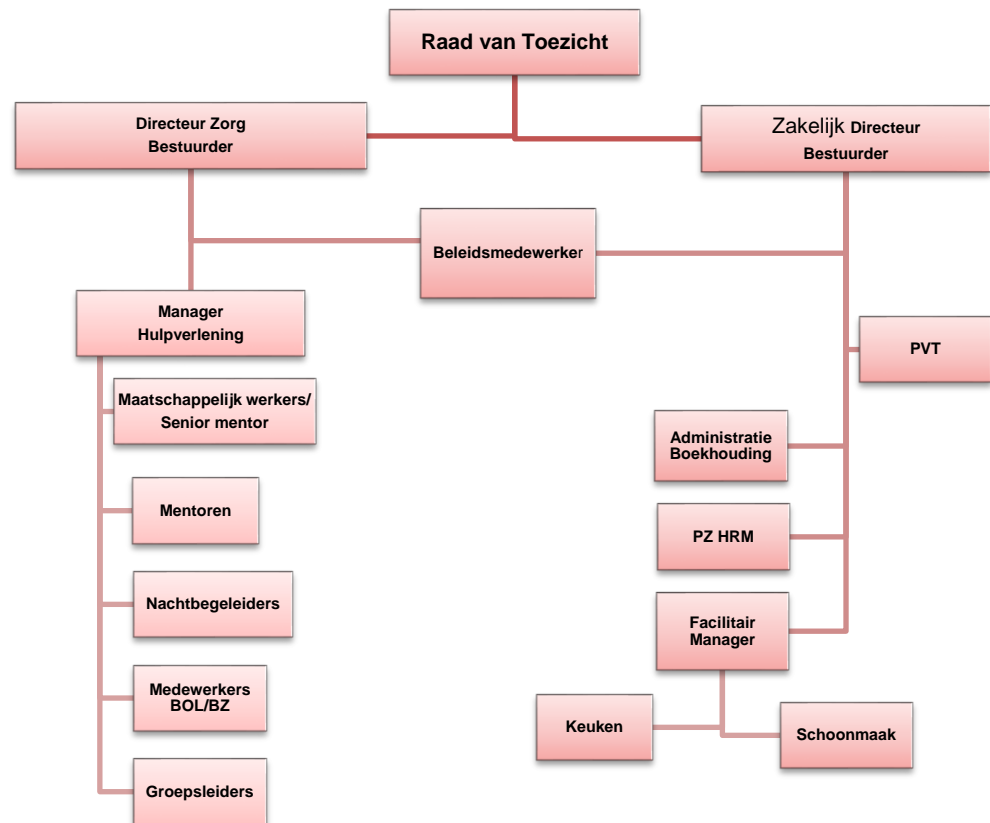 Raad van Toezicht
Directeur Zorg
Bestuurder
Zakelijk Directeur
Bestuurder
Beleidsmedewerker
Manager
Hulpverlening
PVT
Maatschappelijk werkers/
Senior mentor
Administratie
Boekhouding
Mentoren
PZ HRM
Nachtbegeleiders
Facilitair
Manager
Medewerkers
BOL/BZ
Keuken
Schoonmaak
Groepsleiders